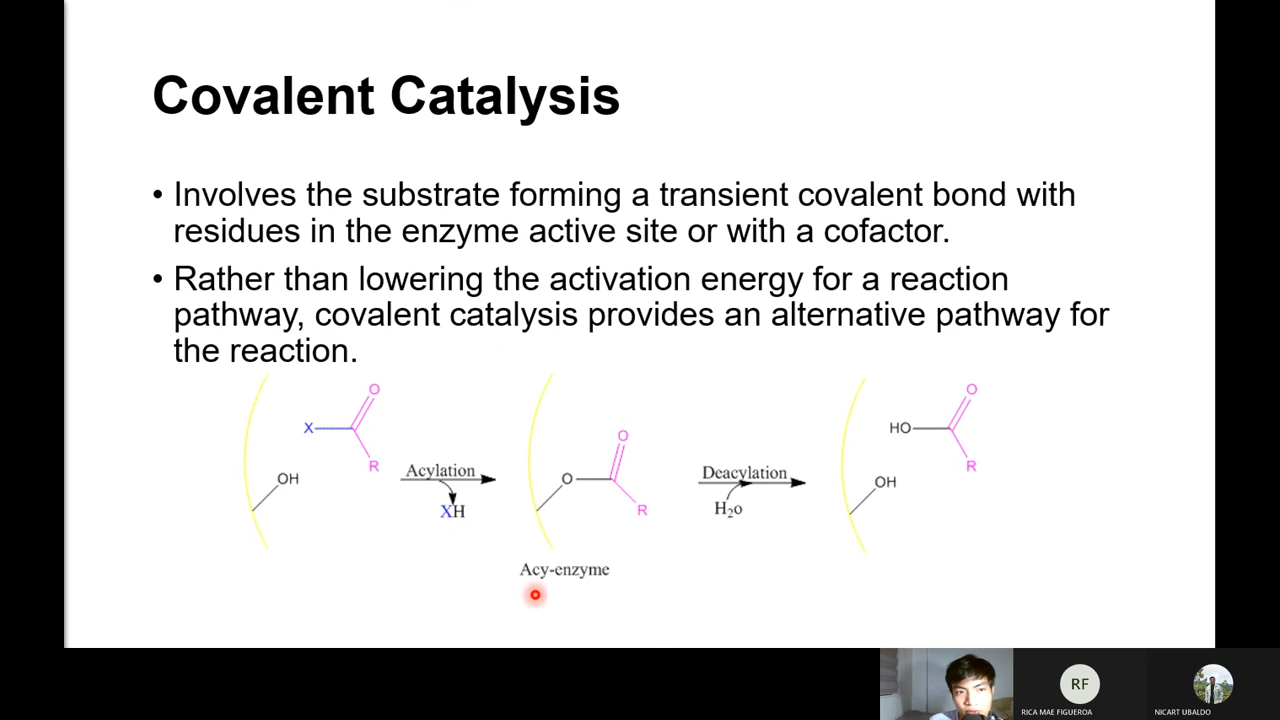 Covalent Catalysis
• Involves the substrate forming a transient covalent bond with
residues in the enzyme active site or with a cofactor.
• Rather than lowering the activation energy for a reaction
pathway, covalent catalysis provides an alternative pathway for
the reaction.
O
X
R
OH
Acylation
XH
O
O
R
Acy-enzyme
Deacylation
H₂o
O
HO
R
OH
RF
RICA MAE FIGUEROA
NICART UBALDO